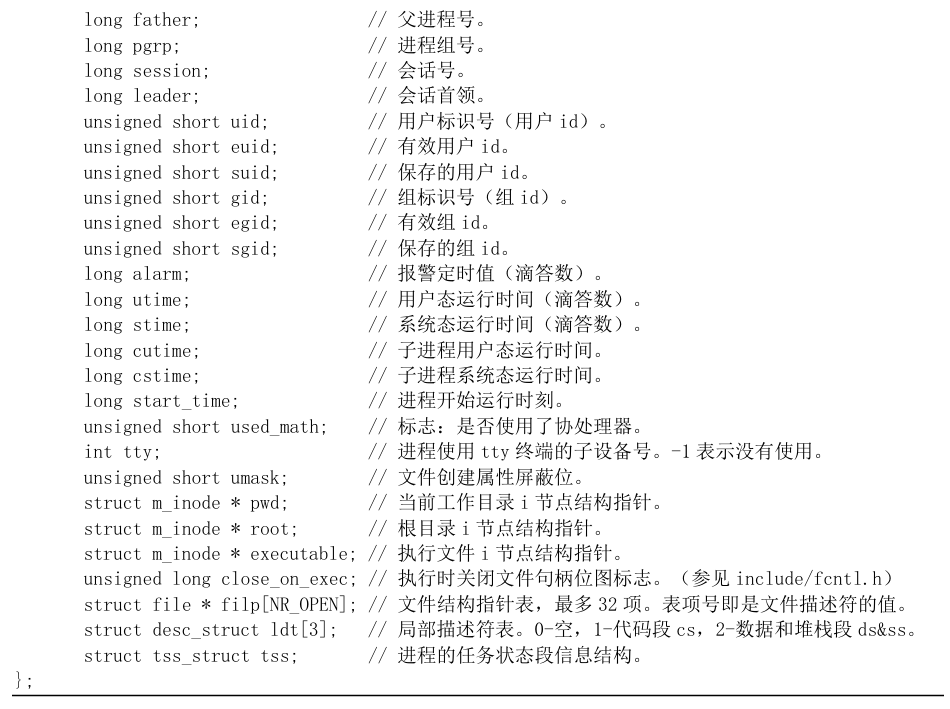 long father; // 父进程号。
long pgrp; // 进程组号。
long session; // 会话号。
long leader; // 会话首领。
unsigned short uid; // 用户标识号（用户 id）。
unsigned short euid; // 有效用户 id。
unsigned short suid; // 保存的用户 id。
unsigned short gid; // 组标识号（组 id）。
unsigned short egid; // 有效组 id。
unsigned short sgid; // 保存的组 id。
long alarm; // 报警定时值（滴答数）。
long utime; // 用户态运行时间（滴答数）。
long stime; // 系统态运行时间（滴答数）。
long cutime; // 子进程用户态运行时间。
long cstime; // 子进程系统态运行时间。
long start_time; // 进程开始运行时刻。
unsigned short used_math; // 标志：是否使用了协处理器。
int tty; // 进程使用 tty 终端的子设备号。-1 表示没有使用。
unsigned short umask; // 文件创建属性屏蔽位。
struct m_inode * pwd; // 当前工作目录 i 节点结构指针。
struct m_inode * root; // 根目录 i 节点结构指针。
struct m_inode * executable; // 执行文件 i 节点结构指针。
unsigned long close_on_exec; // 执行时关闭文件句柄位图标志。（参见 include/fcntl.h）
struct file * filp[NR_OPEN]; // 文件结构指针表，最多 32 项。表项号即是文件描述符的值。
struct desc_struct ldt[3]; // 局部描述符表。0-空，1-代码段 cs，2-数据和堆栈段 ds&ss。
struct tss_struct tss; // 进程的任务状态段信息结构。
};